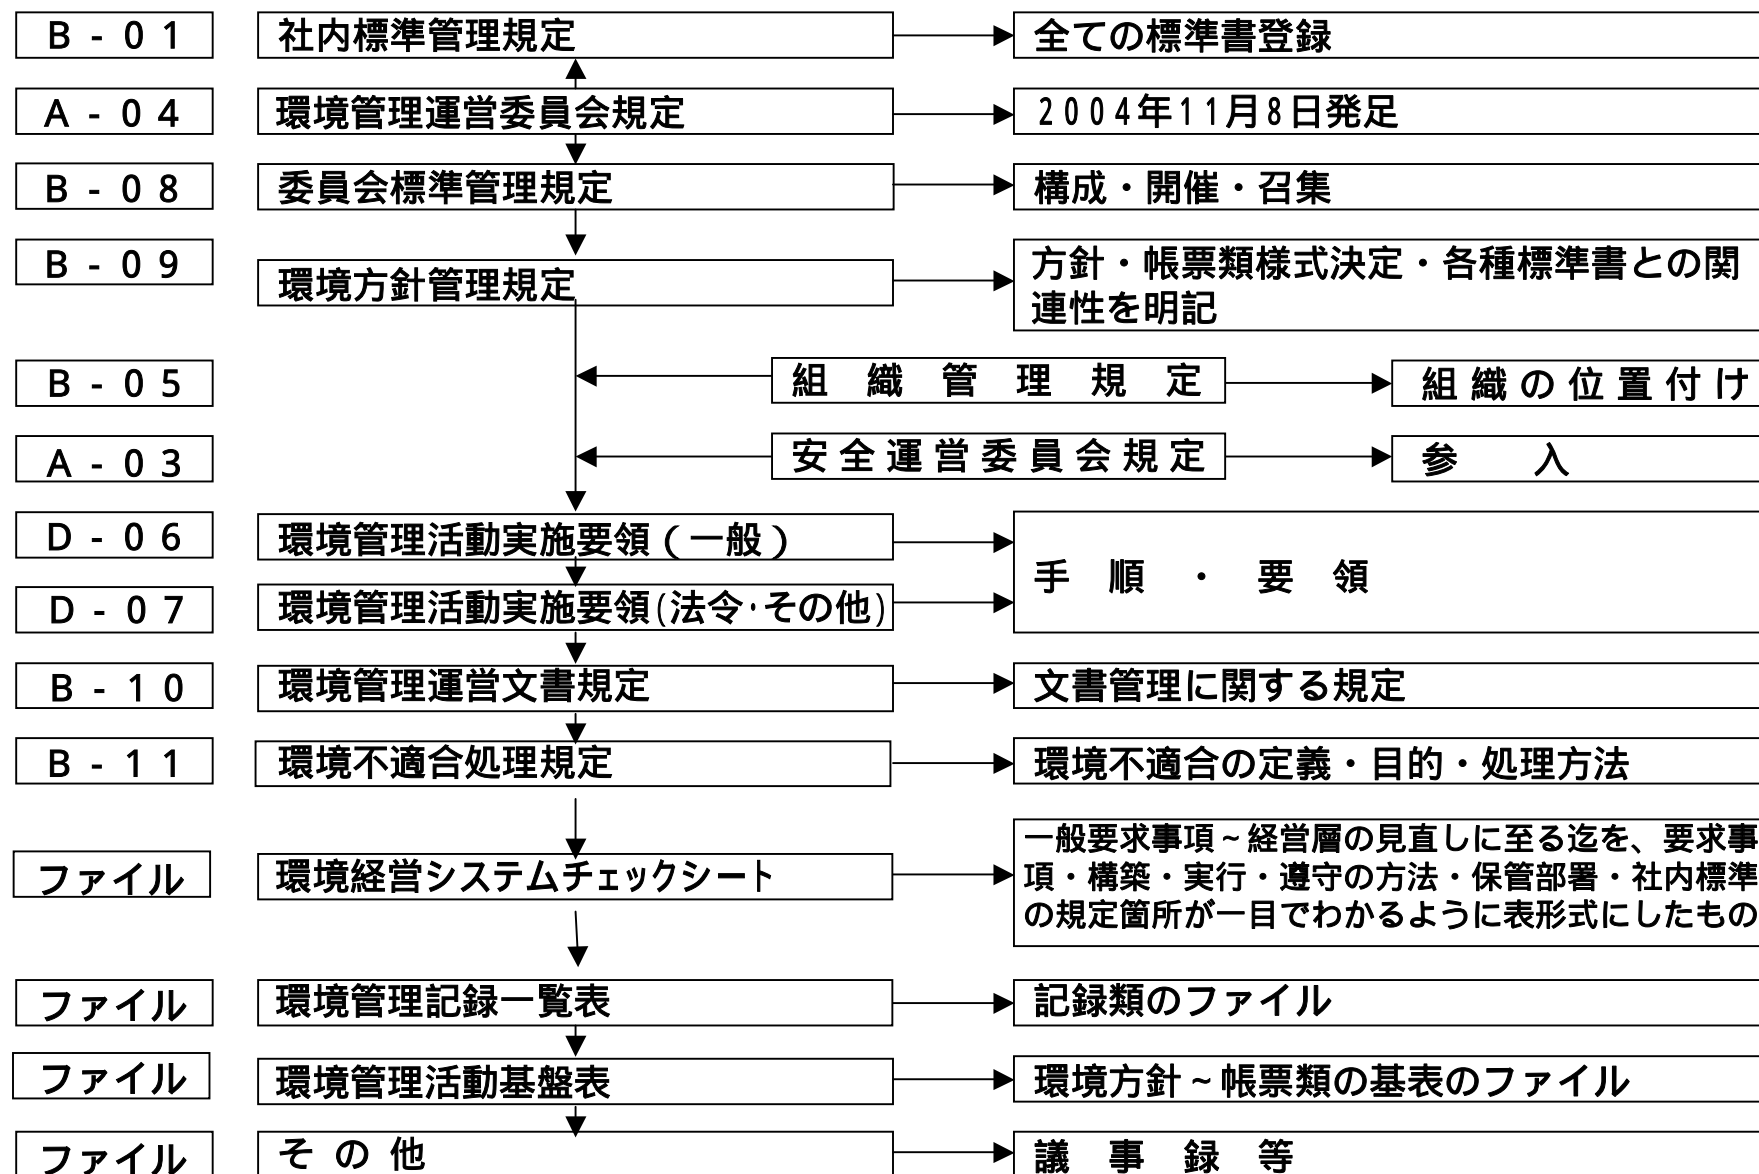 B-01
社内標準管理規定
全ての標準書登録
A-04
環境管理運営委員会規定
2004年11月8日発足
B-08
委員会標準管理規定
構成・開催・召集
B-09
環境方針管理規定
方針・帳票類様式決定・各種標準書との関
連性を明記
B-05
組織管理規定
組織の位置付け
A-03
安全運営委員会規定
参入
D-06
環境管理活動実施要領(一般)
手順・要領
D-07
環境管理活動実施要領(法令・その他)
B-10
環境管理運営文書規定
文書管理に関する規定
B-11
環境不適合処理規定
環境不適合の定義・目的・処理方法
ファイル
環境経営システムチェックシート
一般要求事項~経営層の見直しに至る迄を、要求事
項・構築・実行・遵守の方法・保管部署・社内標準
の規定箇所が一目でわかるように表形式にしたもの
ファイル
環境管理記録一覧表
記録類のファイル
ファイル
環境管理活動基盤表
環境方針~帳票類の基表のファイル
ファイル
その他
議事録等